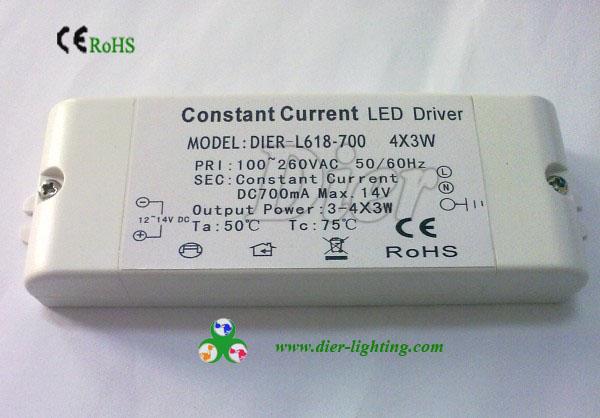 CE RoHS
Constant Current LED Driver
MODEL:DIER-L618-700 4X3W
PRI:100~260VAC 50/60Hz
SEC:Constant Current
DC700mA Max.14V
Output Power:3-4X3W
Ta:50℃ Tc:75℃
12~14V DC
L
N
CE
RoHS
Dier
www.dier-lighting.com